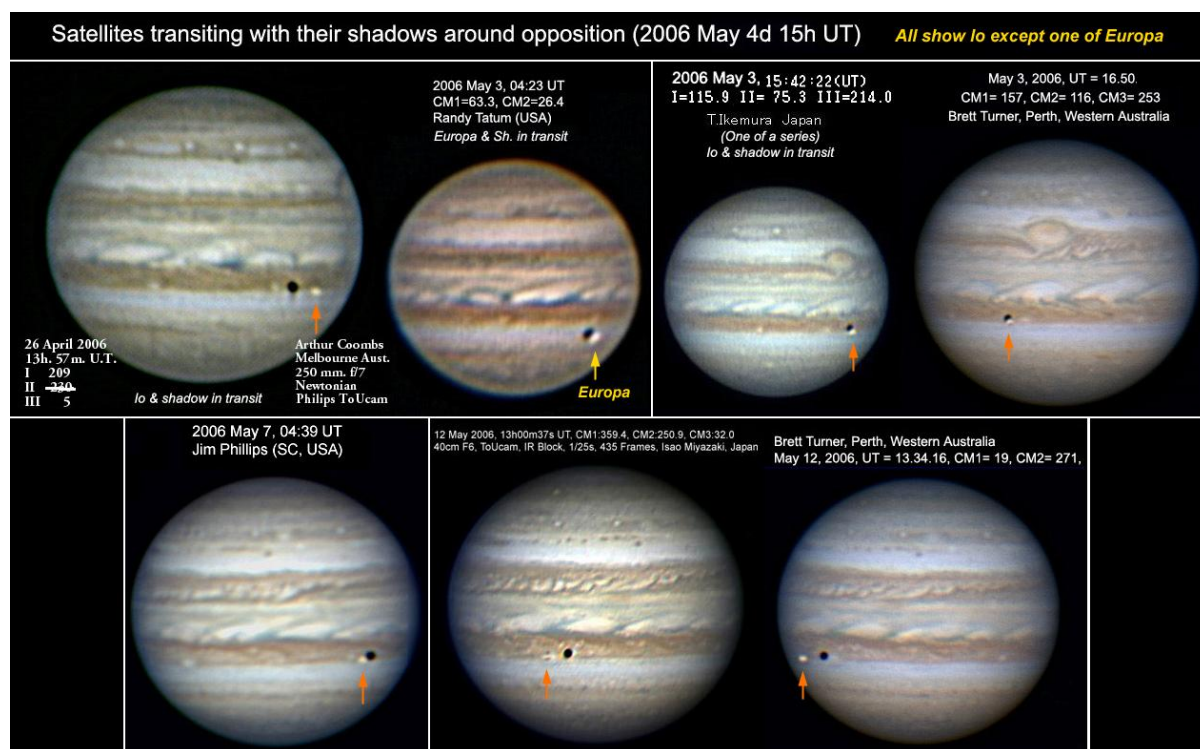 Satellites transiting with their shadows around opposition (2006 May 4d 15h UT)
All show Io except one of Europa
26 April 2006
13h. 57m. U.T.
I 209
II 230
III 5
Io & shadow in transit
Arthur Coombs
Melbourne Aust.
250 mm. f/7
Newtonian
Philips ToUcam
2006 May 3, 04:23 UT
CM1=63.3, CM2=26.4
Randy Tatum (USA)
Europa & Sh. in transit
Europa
2006 May 3, 15:42:22(UT)
I=115.9 II= 75.3 III=214.0
T.Ikemura Japan
(One of a series)
Io & shadow in transit
May 3, 2006, UT = 16.50.
CM1= 157, CM2= 116, CM3= 253
Brett Turner, Perth, Western Australia
2006 May 7, 04:39 UT
Jim Phillips (SC, USA)
12 May 2006, 13h00m37s UT, CM1:359.4, CM2:250.9, CM3:32.0
40cm F6, ToUcam, IR Block, 1/25s, 435 Frames, Isao Miyazaki, Japan
Brett Turner, Perth, Western Australia
May 12, 2006, UT = 13.34.16, CM1= 19, CM2= 271,